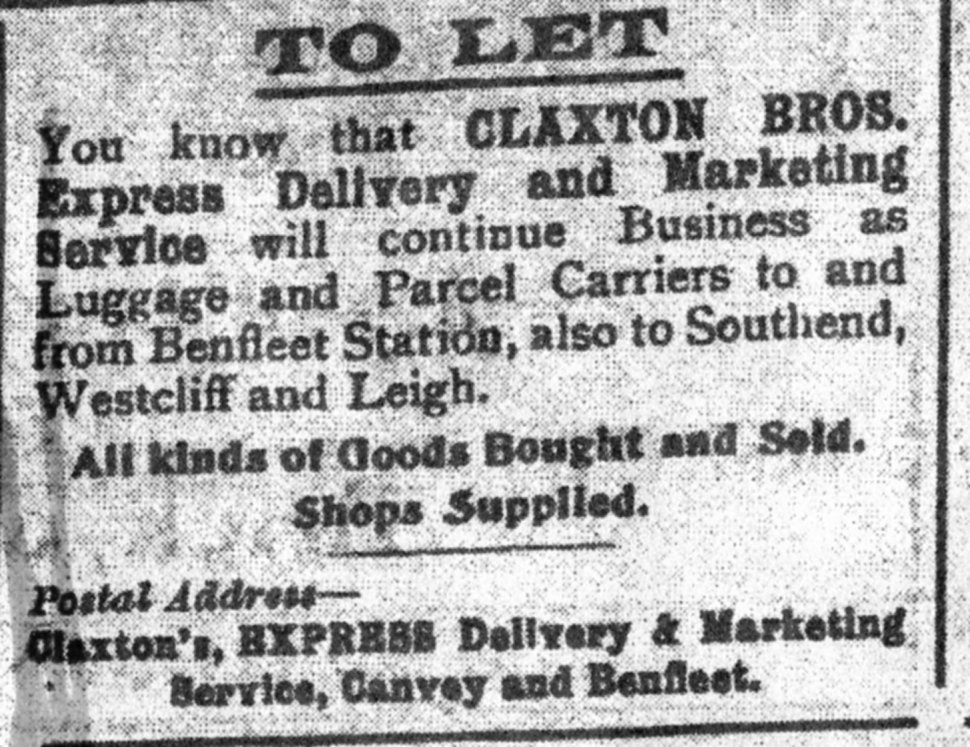 TO LET
You know that CLAXTON BROS.
Express Delivery and Marketing
Service will continue Business as
Luggage and Parcel Carriers to and
from Benfleet Station, also to Southend,
Westcliff and Leigh.
All kinds of Goods Bought and Sold.
Shops Supplied.
Postal Address—
Claxton's, EXPRESS Delivery & Marketing
Service, Canvey and Benfleet.